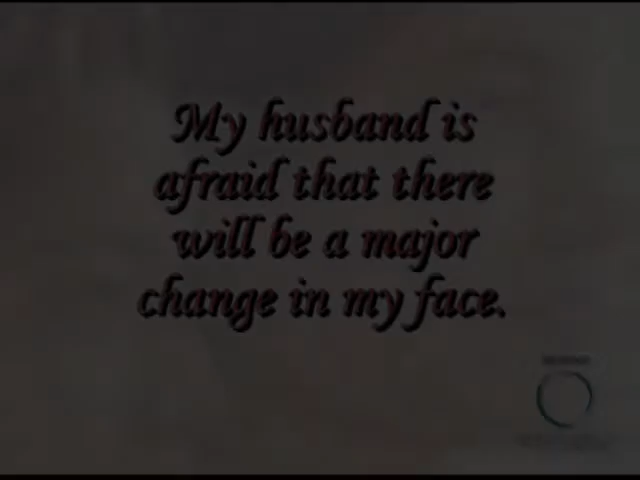 My husband is
afraid that there
will be a major
change in my face.